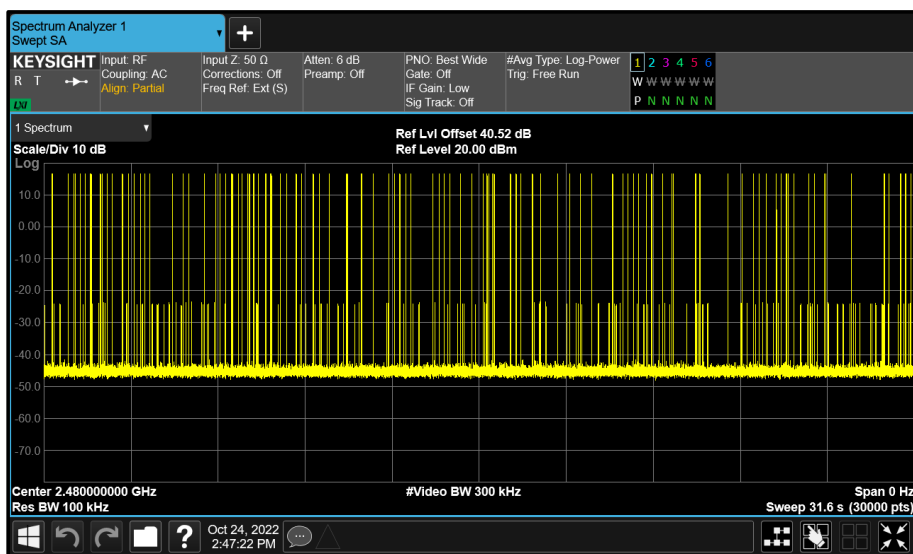 Spectrum Analyzer 1
Swept SA
+
KEYSIGHT Input: RF Input Z: 50 Ω Atten: 6 dB PNO: Best Wide #Avg Type: Log-Power 1 2 3 4 5 6
R T Coupling: AC Corrections: Off Preamp: Off Gate: Off Trig: Free Run W W W W W W
Align: Partial Freq Ref: Ext (S) IF Gain: Low
LXI Sig Track: Off P N N N N N
1 Spectrum
Ref Lvl Offset 40.52 dB
Scale/Div 10 dB Ref Level 20.00 dBm
Log
10.0
0.00
-10.0
-20.0
-30.0
-40.0
-50.0
-60.0
-70.0
Center 2.480000000 GHz #Video BW 300 kHz Span 0 Hz
Res BW 100 kHz Sweep 31.6 s (30000 pts)
? Oct 24, 2022
2:47:22 PM